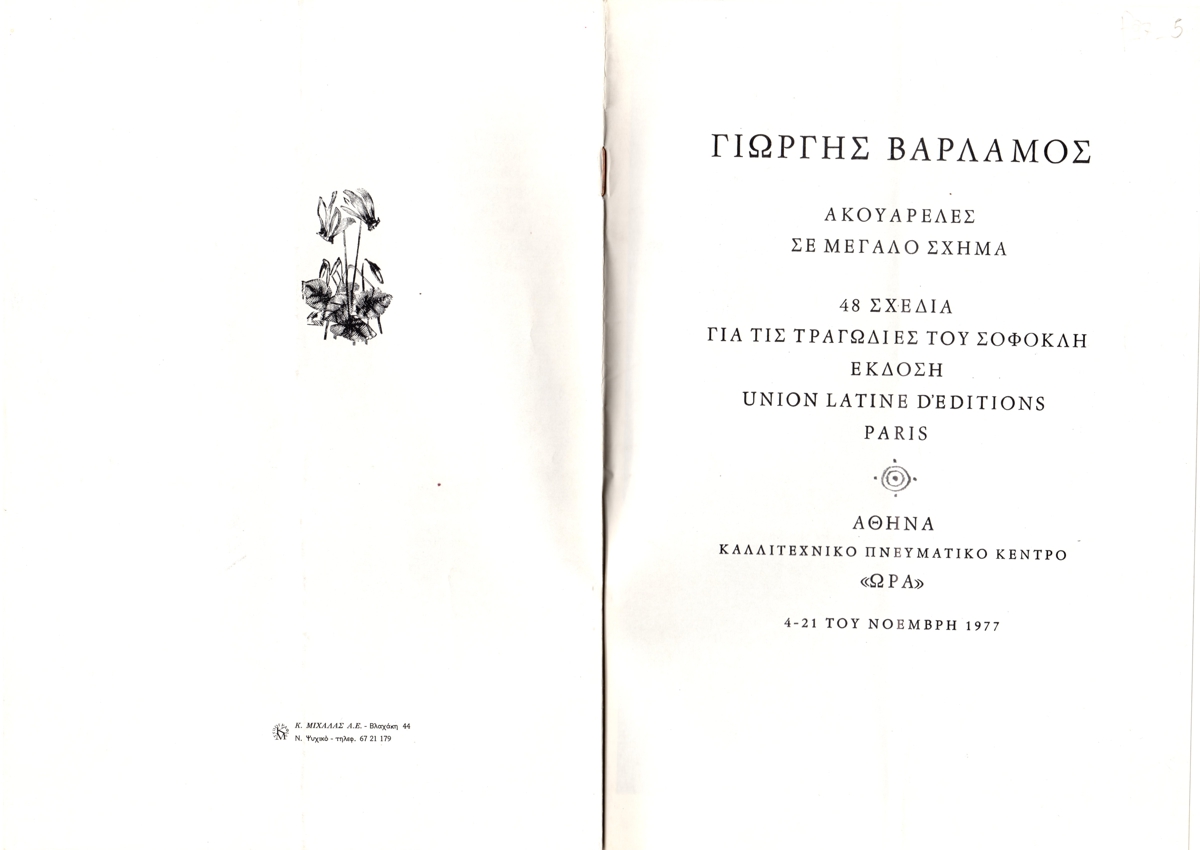 Κ. ΜΙΧΑΛΑΣ Α.Ε. - Βλαχάκη 44
Ν. Ψυχικό - τηλεφ. 67 21 179
5
ΓΙΩΡΓΗΣ ΒΑΡΛΑΜΟΣ
ΑΚΟΥΑΡΕΛΕΣ
ΣΕ ΜΕΓΑΛΟ ΣΧΗΜΑ
48 ΣΧΕΔΙΑ
ΓΙΑ ΤΙΣ ΤΡΑΓΩΔΙΕΣ ΤΟΥ ΣΟΦΟΚΛΗ
ΕΚΔΟΣΗ
UNION LATINE D'EDITIONS
PARIS
ΑΘΗΝΑ
ΚΑΛΛΙΤΕΧΝΙΚΟ ΠΝΕΥΜΑΤΙΚΟ ΚΕΝΤΡΟ
«ΩΡΑ»
4-21 ΤΟΥ ΝΟΕΜΒΡΗ 1977